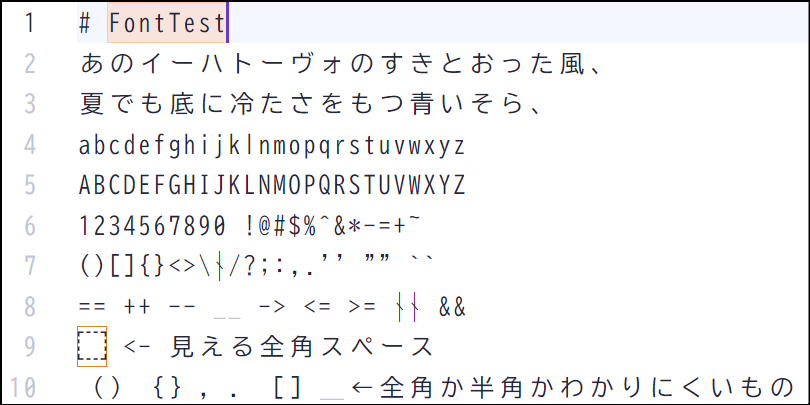 1 # FontTest
2 あのイーハトーヴォのすきとおった風、
3 夏でも底に冷たさをもつ青いそら、
4 abcdefghijklnmopqrstuvwxyz
5 ABCDEFGHIJKLNMOPQRSTUVWXYZ
6 1234567890 !@#$%^&*-=+~
7 ()[]{}<>\|/?;:,.'' "" ``
8 == ++ -- __ -> <= >= || &&
9 　 <- 見える全角スペース
10 （） ｛｝，．［］＿←全角か半角かわかりにくいもの